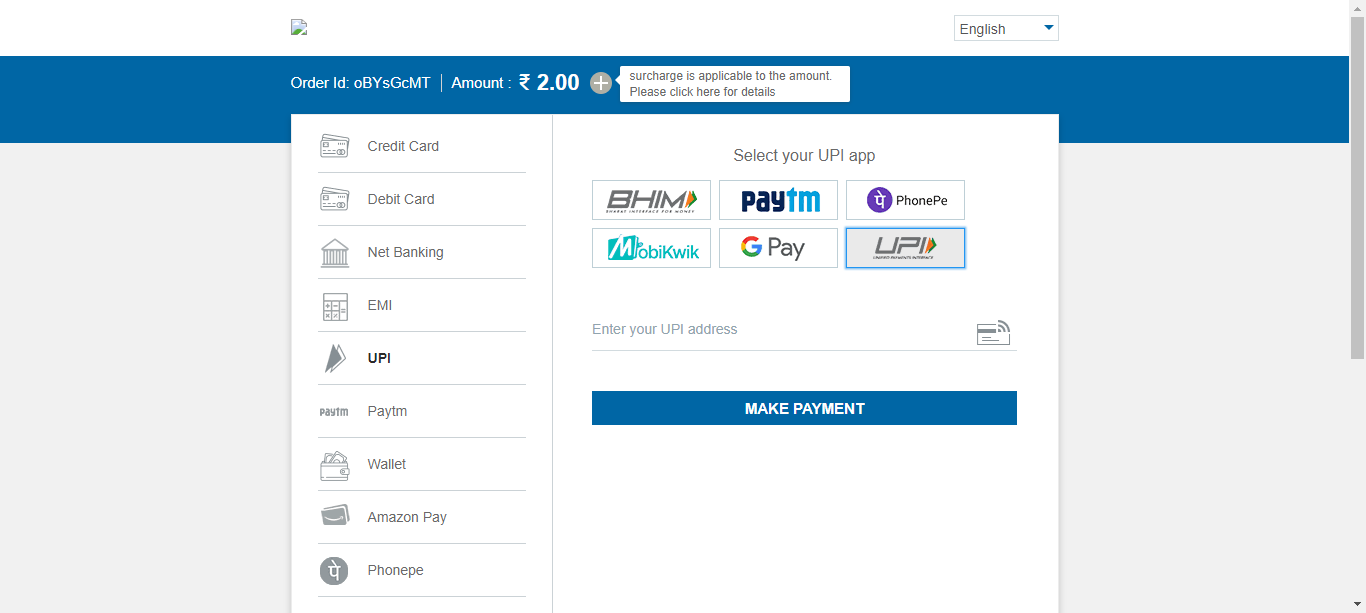 English
Order Id: oBYsGcMT
Amount : ₹ 2.00
surcharge is applicable to the amount.
Please click here for details
Credit Card
Debit Card
Net Banking
EMI
UPI
Paytm
Paytm
Wallet
Amazon Pay
Phonepe
Select your UPI app
BHIM
BHARAT INTERFACE FOR MONEY
Paytm
पे PhonePe
MobiKwik
G Pay
UPI
UNIFIED PAYMENTS INTERFACE
Enter your UPI address
MAKE PAYMENT